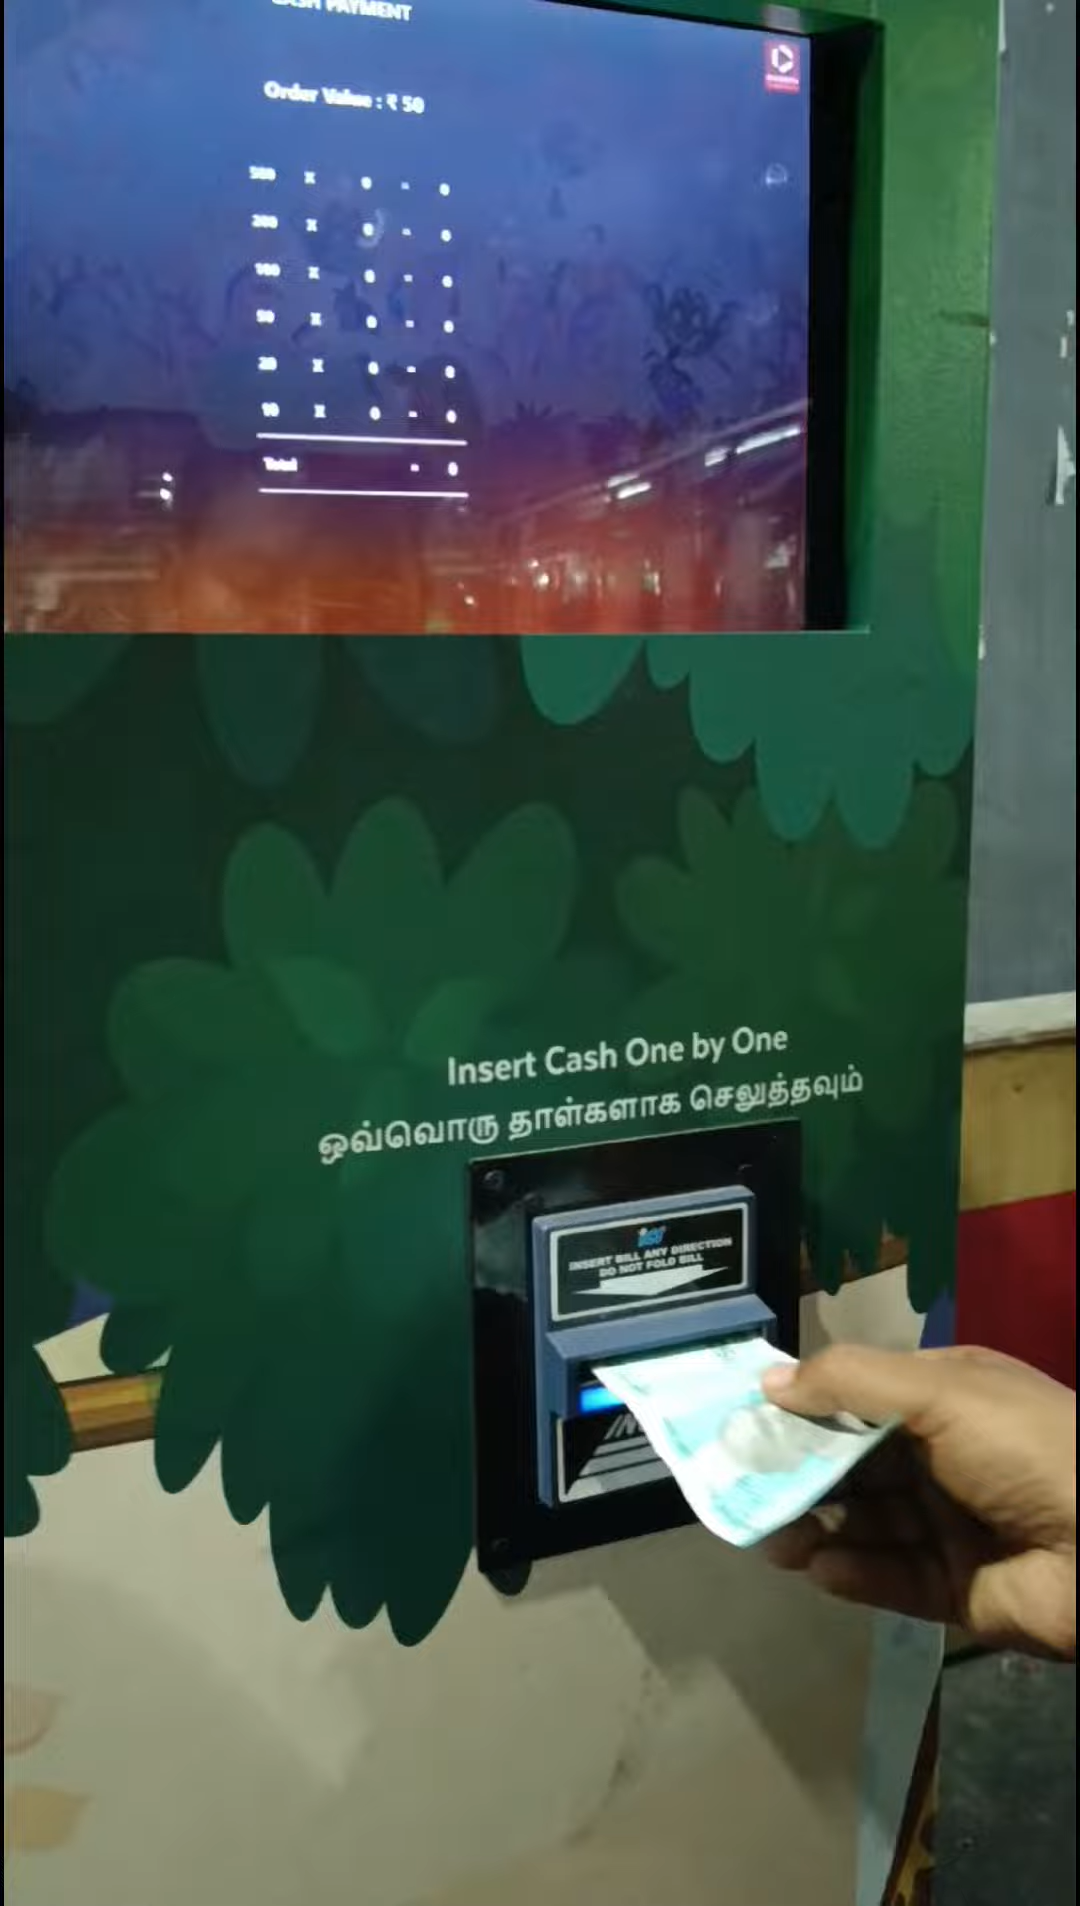 CASH PAYMENT
Order Value : ₹ 50
500 X 0 = 0
200 X 0 = 0
100 X 0 = 0
50 X 0 = 0
20 X 0 = 0
10 X 0 = 0
Total = 0
Insert Cash One by One
ஒவ்வொரு தாள்களாக செலுத்தவும்
INSERT BILL ANY DIRECTION
DO NOT FOLD BILL